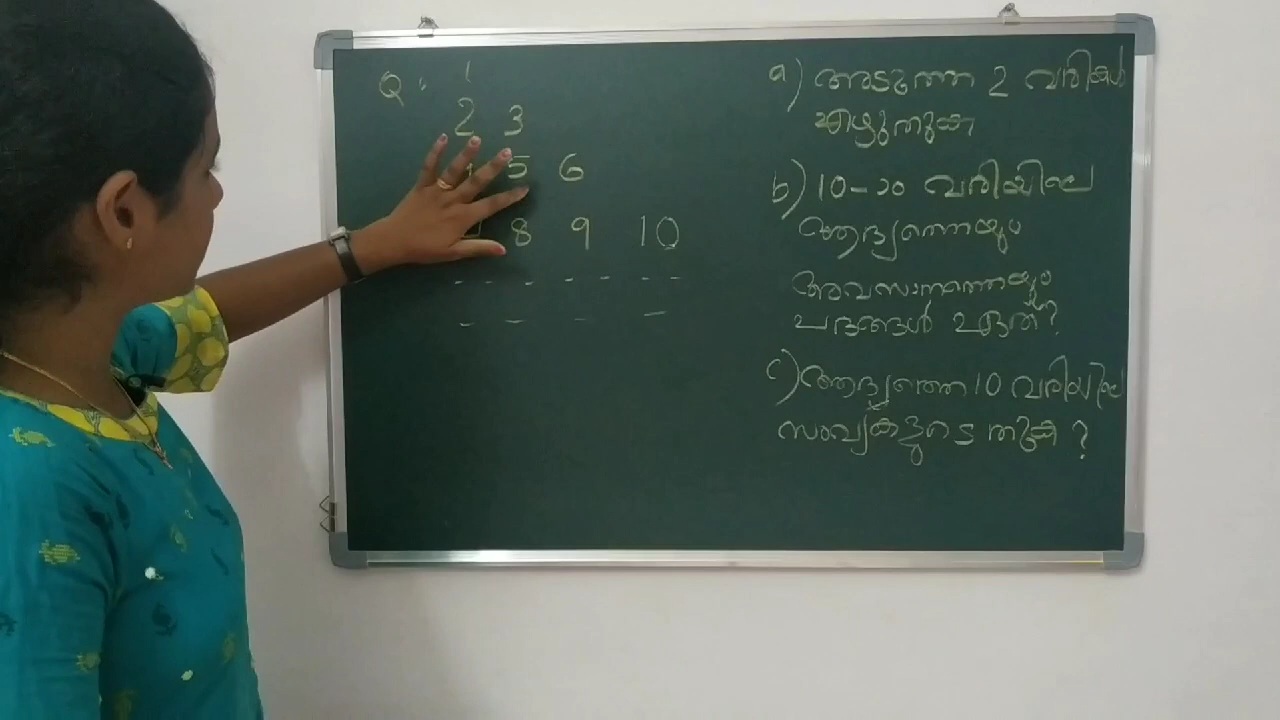 Q. 1
2 3
5 6
8 9 10
a) അടുത്ത 2 വരികൾ
എഴുതുക
b) 10-ാം വരിയിലെ
ആദ്യത്തെയും
അവസാനത്തെയും
പദങ്ങൾ ഏത്?
c) ആദ്യത്തെ 10 വരിയിലെ
സംഖ്യകളുടെ തുക ?